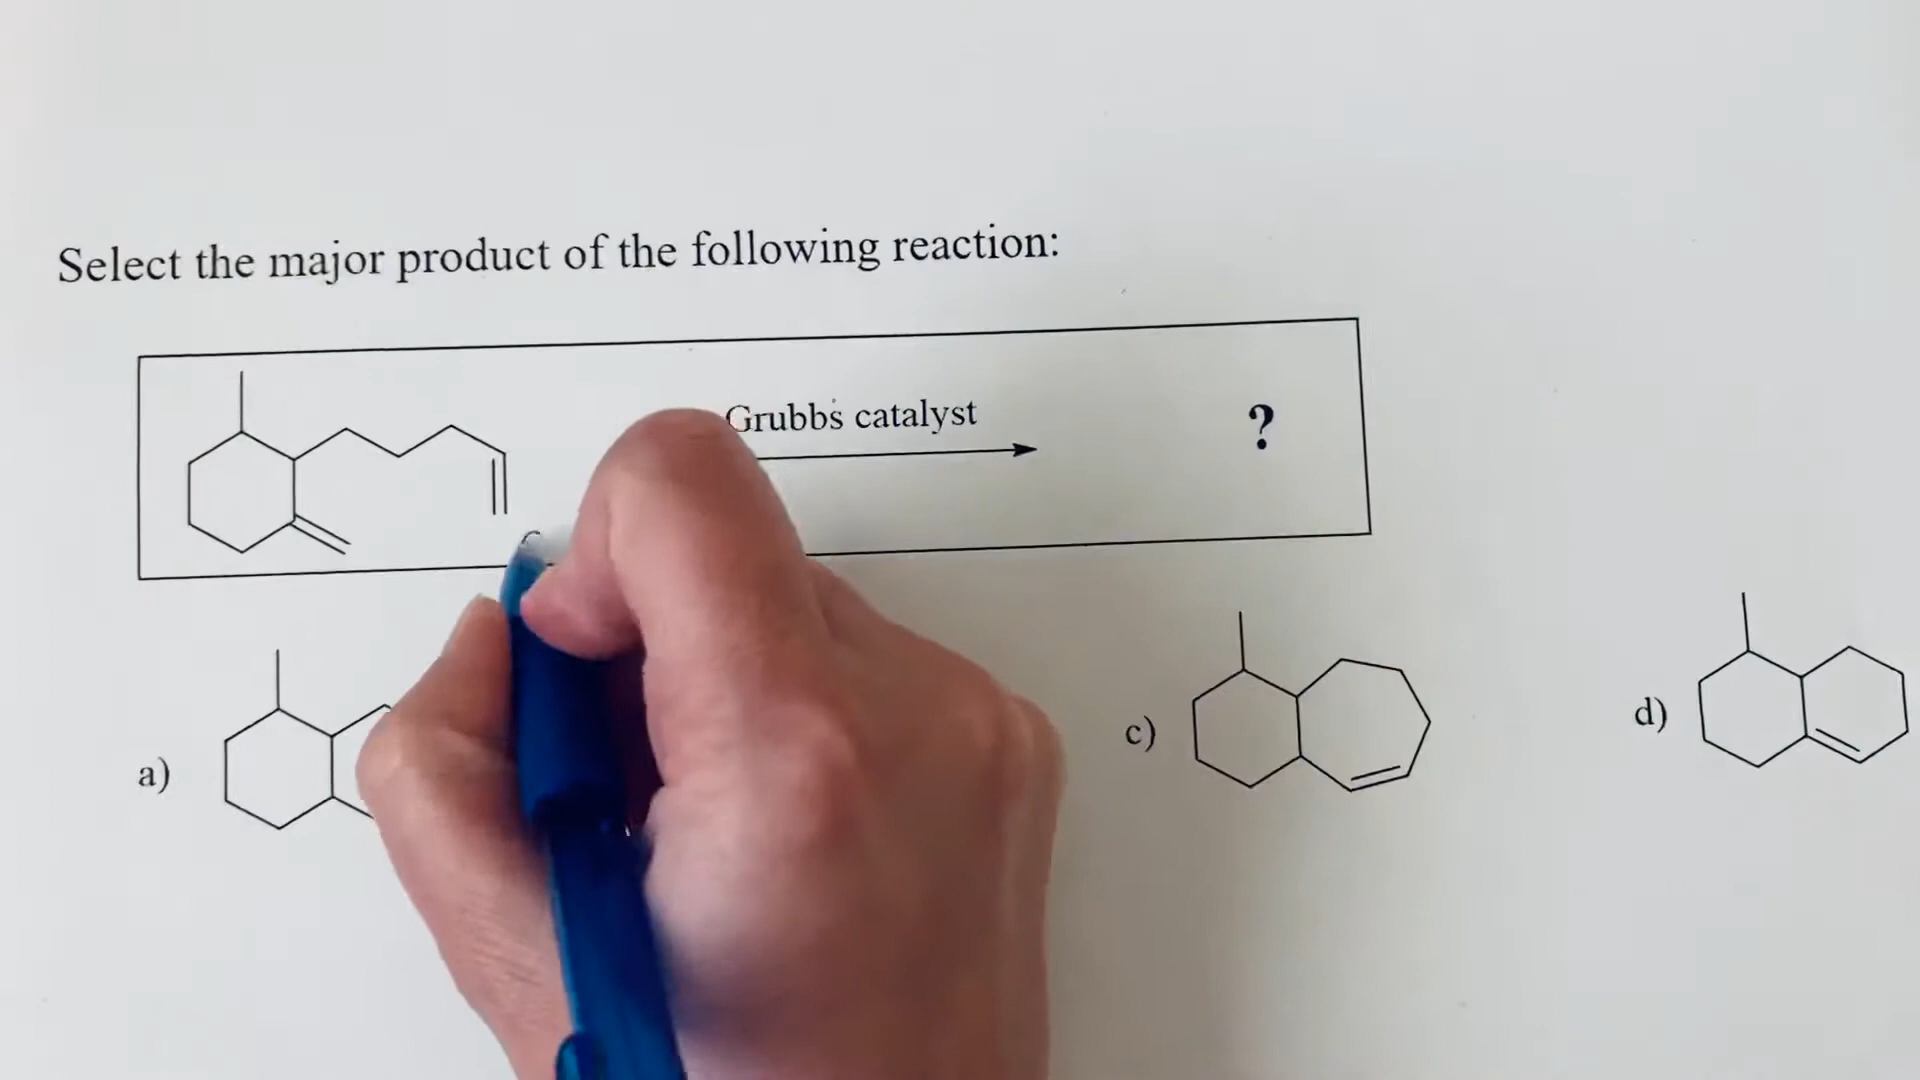 Select the major product of the following reaction:
Grubbs catalyst
?
a)
c)
d)